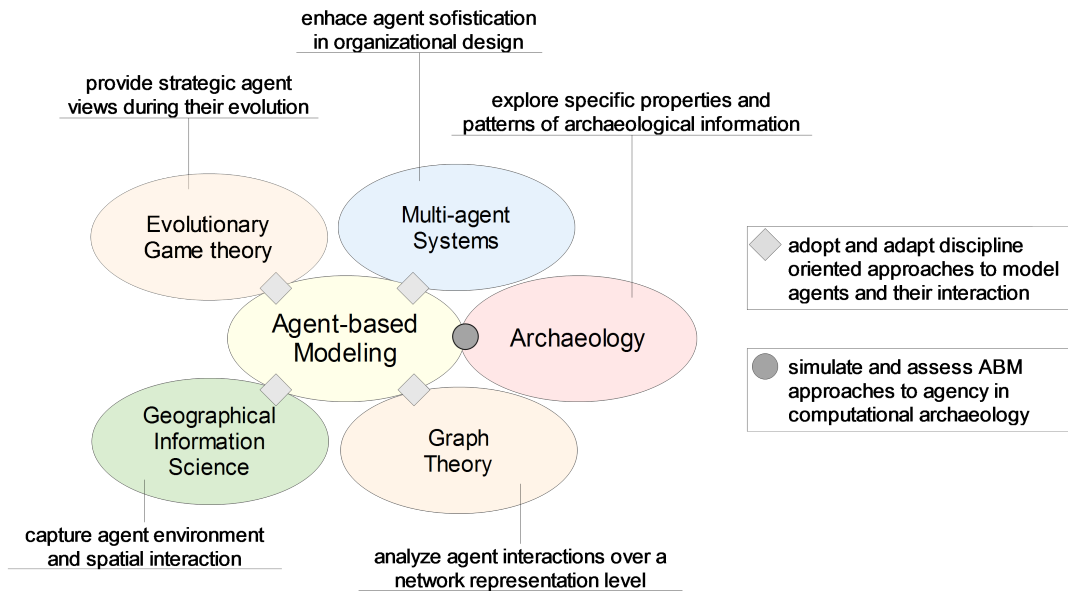 enhace agent sofistication
in organizational design
provide strategic agent
views during their evolution
explore specific properties and
patterns of archaeological information
Evolutionary
Game theory
Multi-agent
Systems
Agent-based
Modeling
Archaeology
Geographical
Information
Science
Graph
Theory
capture agent environment
and spatial interaction
analyze agent interactions over a
network representation level
adopt and adapt discipline
oriented approaches to model
agents and their interaction
simulate and assess ABM
approaches to agency in
computational archaeology